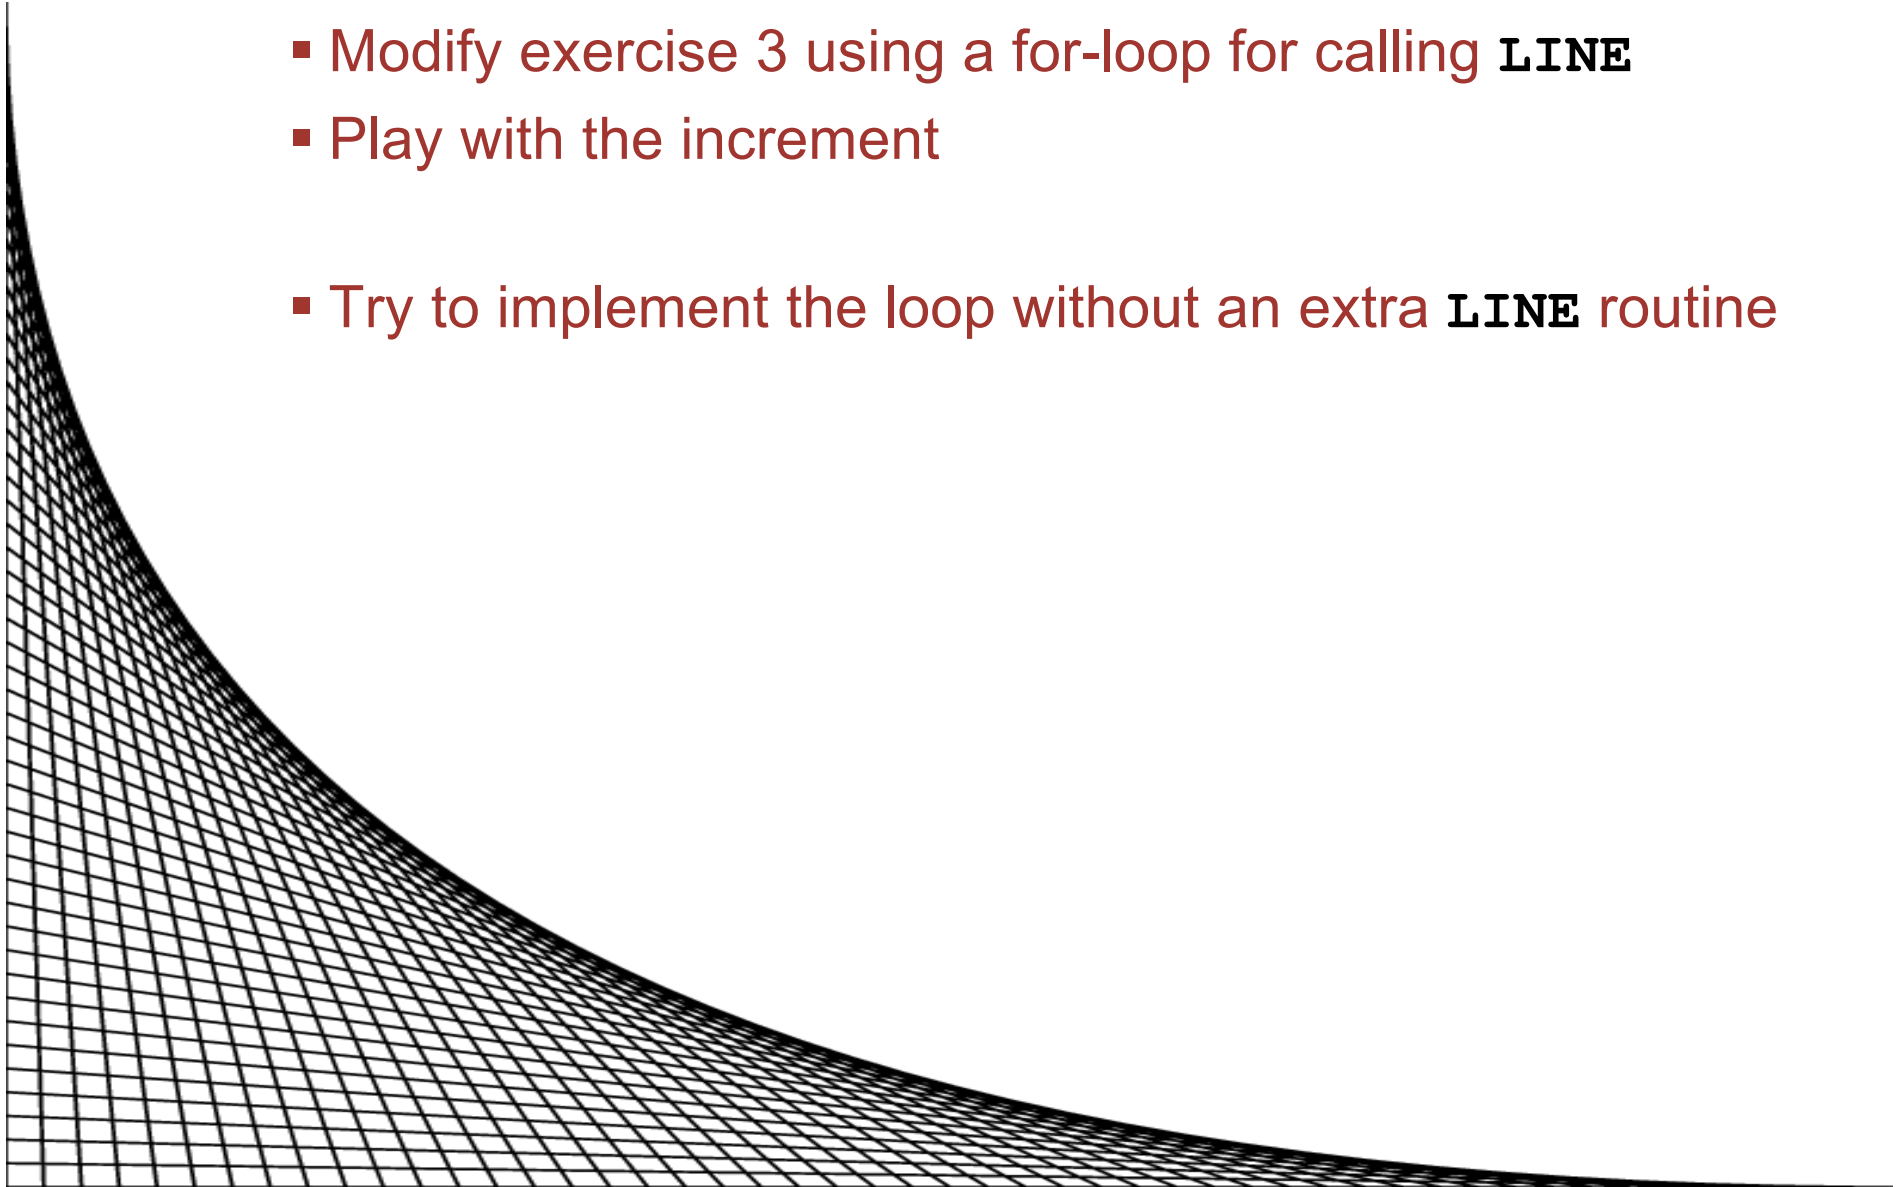 ▪ Modify exercise 3 using a for-loop for calling LINE
▪ Play with the increment
▪ Try to implement the loop without an extra LINE routine